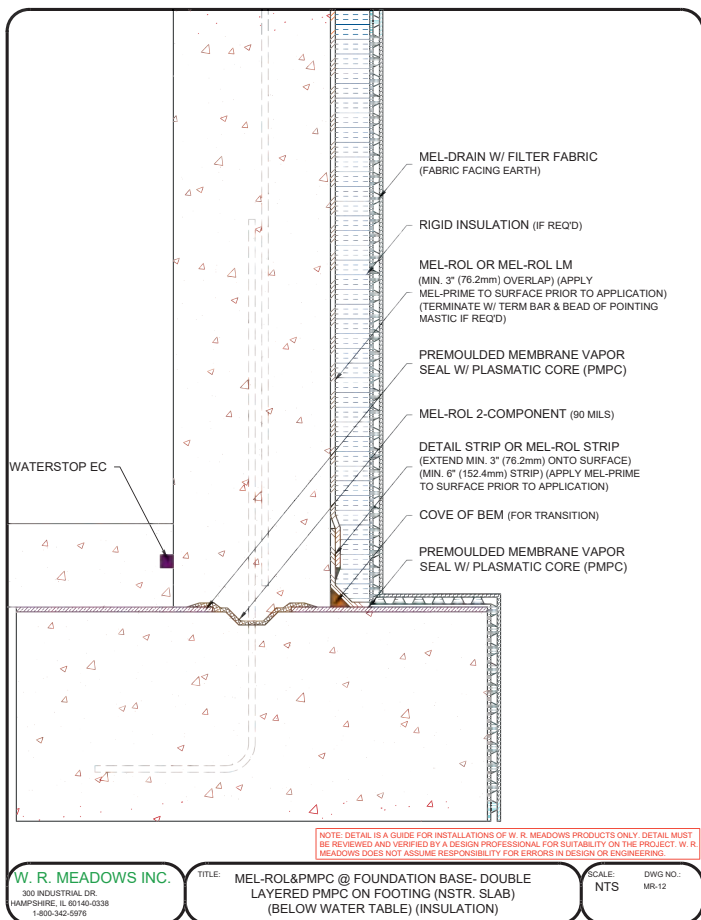 MEL-DRAIN W/ FILTER FABRIC
(FABRIC FACING EARTH)
RIGID INSULATION (IF REQ'D)
MEL-ROL OR MEL-ROL LM
(MIN. 3" (76.2mm) OVERLAP) (APPLY
MEL-PRIME TO SURFACE PRIOR TO APPLICATION)
(TERMINATE W/ TERM BAR & BEAD OF POINTING
MASTIC IF REQ'D)
PREMOULDED MEMBRANE VAPOR
SEAL W/ PLASMATIC CORE (PMPC)
MEL-ROL 2-COMPONENT (90 MILS)
DETAIL STRIP OR MEL-ROL STRIP
(EXTEND MIN. 3" (76.2mm) ONTO SURFACE)
(MIN. 6" (152.4mm) STRIP) (APPLY MEL-PRIME
TO SURFACE PRIOR TO APPLICATION)
COVE OF BEM (FOR TRANSITION)
PREMOULDED MEMBRANE VAPOR
SEAL W/ PLASMATIC CORE (PMPC)
WATERSTOP EC
NOTE: DETAIL IS A GUIDE FOR INSTALLATIONS OF W. R. MEADOWS PRODUCTS ONLY. DETAIL MUST
BE REVIEWED AND VERIFIED BY A DESIGN PROFESSIONAL FOR SUITABILITY ON THE PROJECT. W. R.
MEADOWS DOES NOT ASSUME RESPONSIBILITY FOR ERRORS IN DESIGN OR ENGINEERING.
W. R. MEADOWS INC.
300 INDUSTRIAL DR.
HAMPSHIRE, IL 60140-0338
1-800-342-5976
TITLE: MEL-ROL&PMPC @ FOUNDATION BASE- DOUBLE
LAYERED PMPC ON FOOTING (NSTR. SLAB)
(BELOW WATER TABLE) (INSULATION)
SCALE:
NTS
DWG NO.:
MR-12